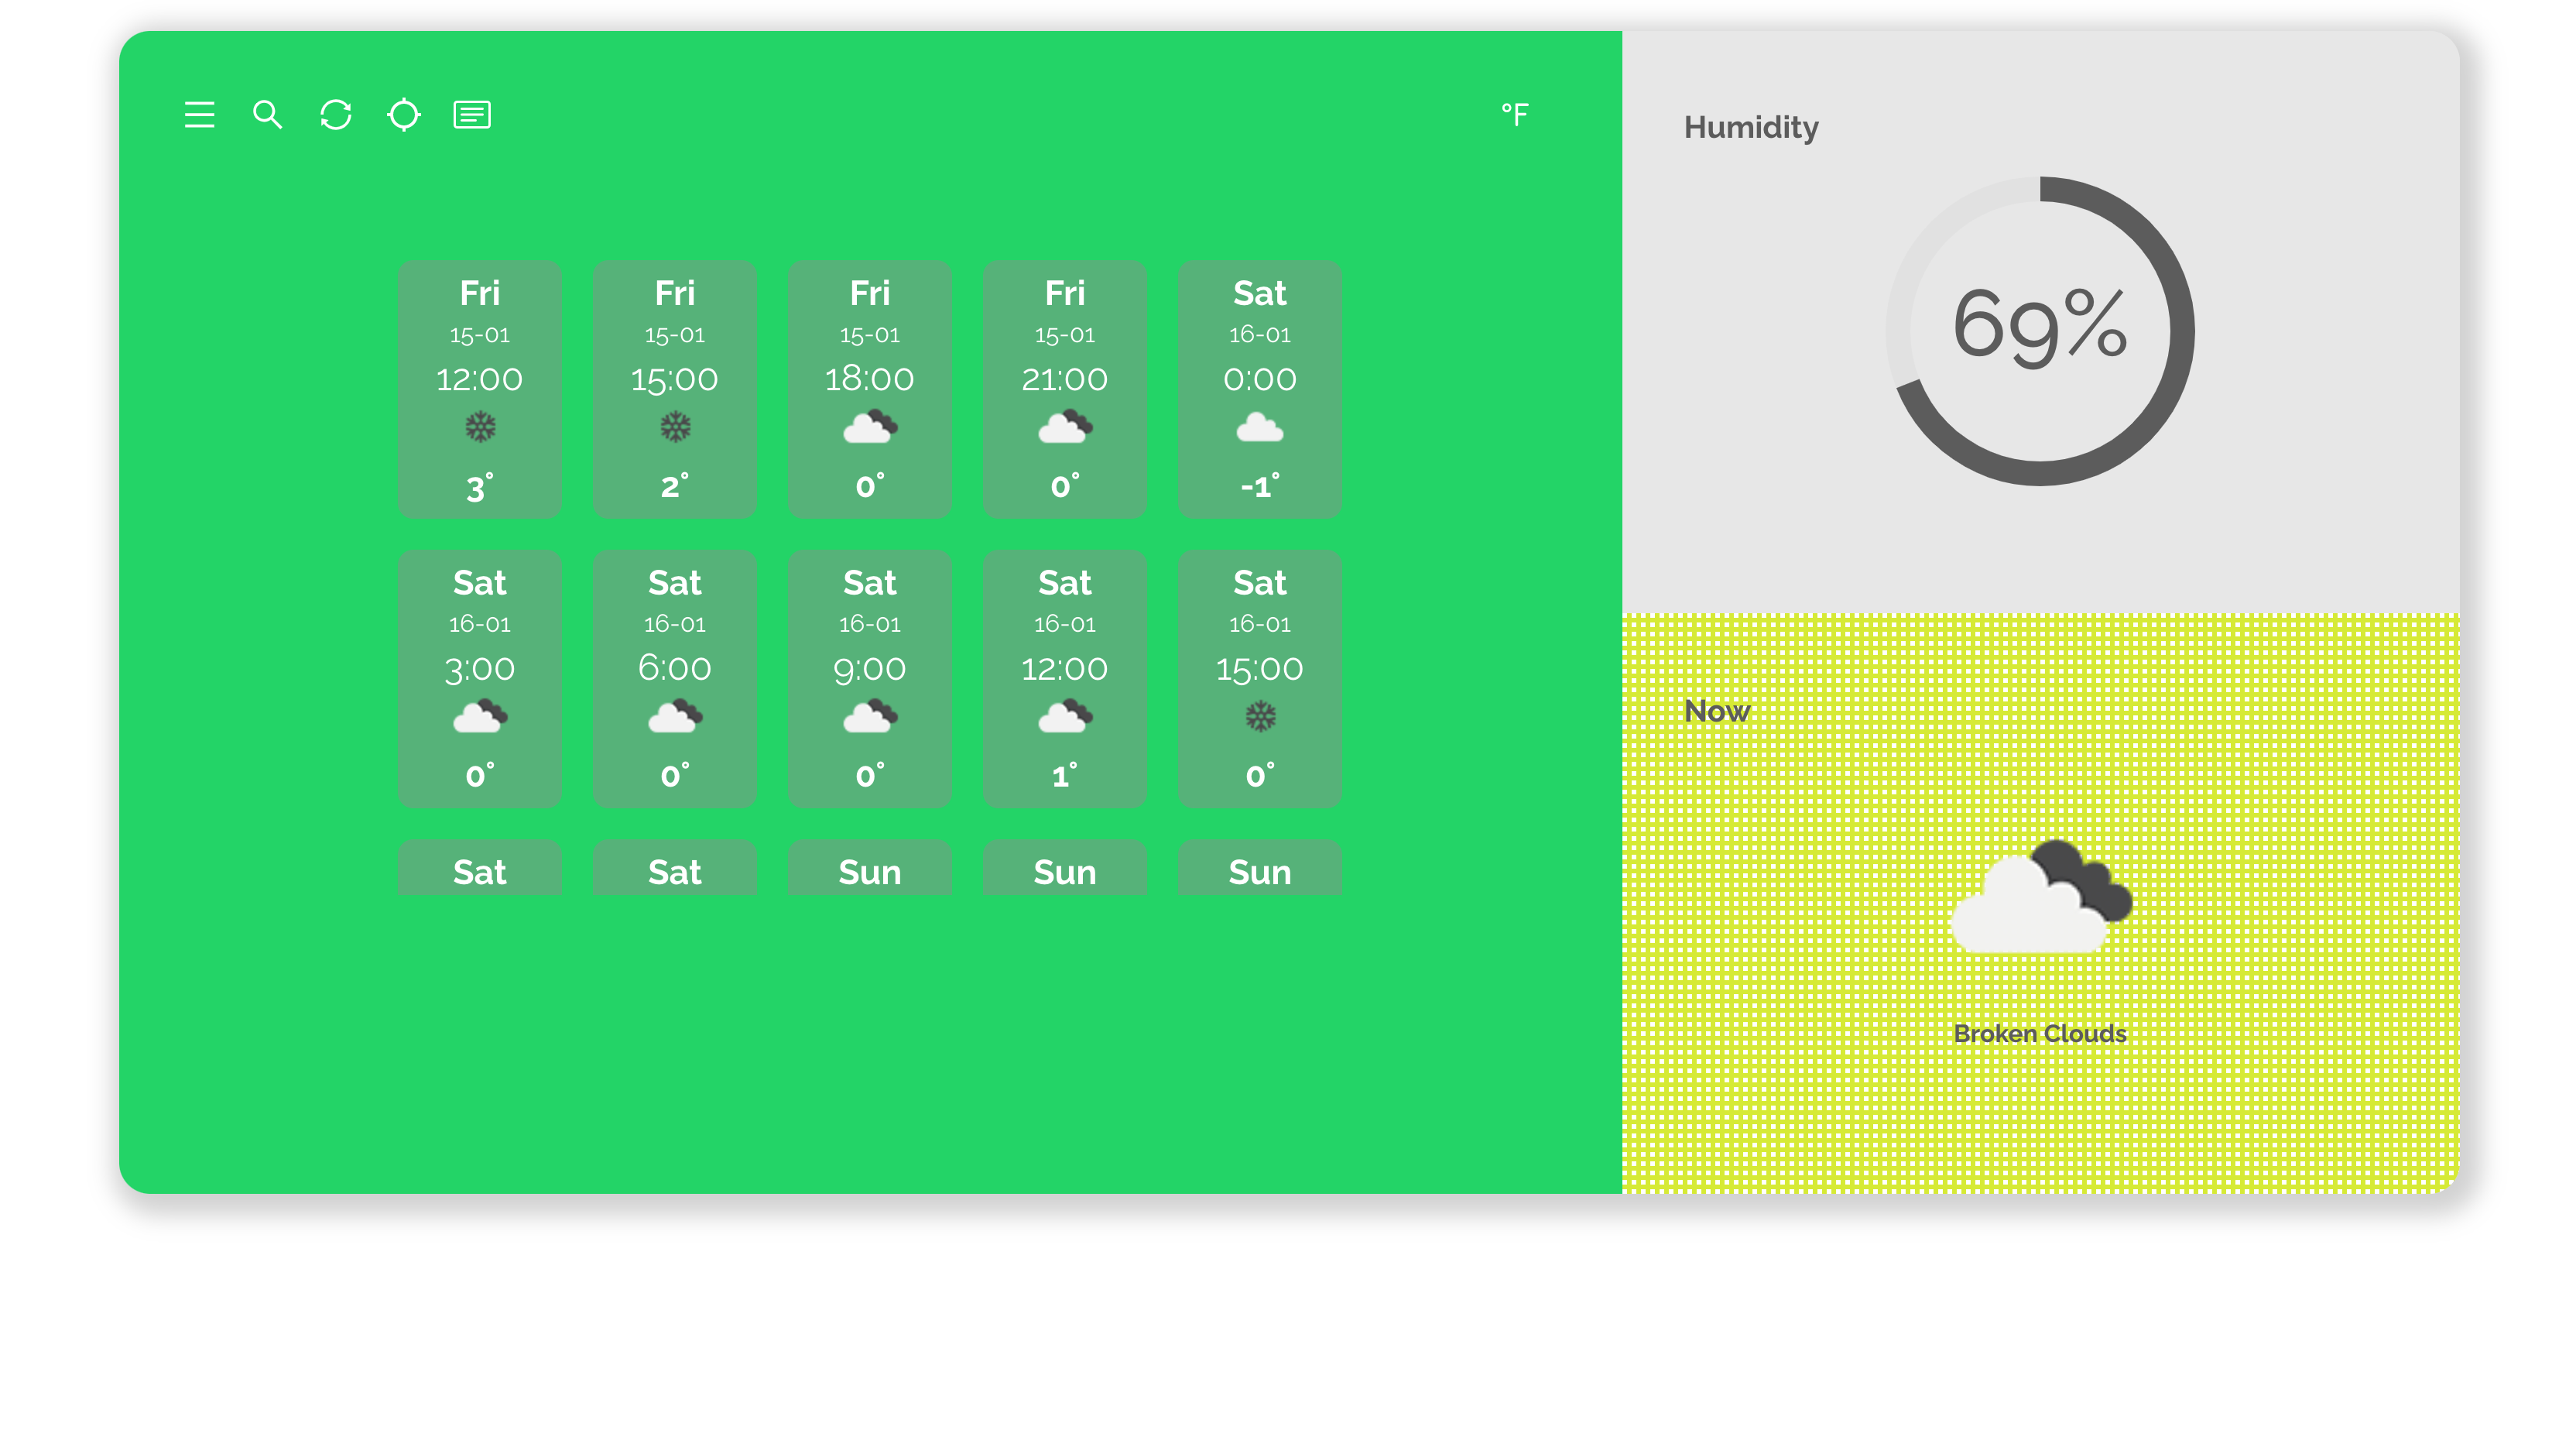 °F
Fri
15-01
12:00
3°
Fri
15-01
15:00
2°
Fri
15-01
18:00
0°
Fri
15-01
21:00
0°
Sat
16-01
0:00
-1°
Sat
16-01
3:00
0°
Sat
16-01
6:00
0°
Sat
16-01
9:00
0°
Sat
16-01
12:00
1°
Sat
16-01
15:00
0°
Sat
Sat
Sun
Sun
Sun
Humidity
69%
Now
Broken Clouds